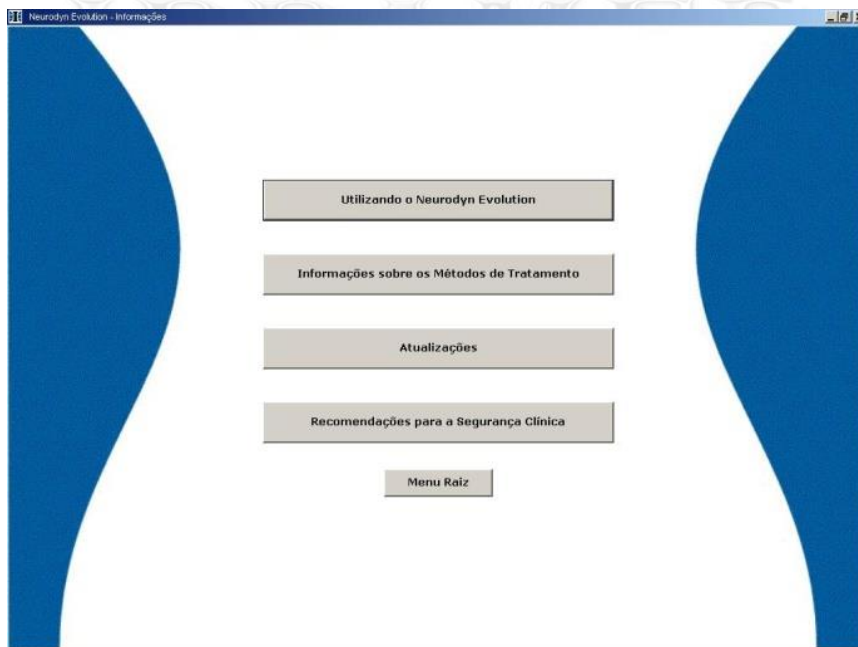 Neurodyn Evolution - Informações
Utilizando o Neurodyn Evolution
Informações sobre os Métodos de Tratamento
Atualizações
Recomendações para a Segurança Clínica
Menu Raiz